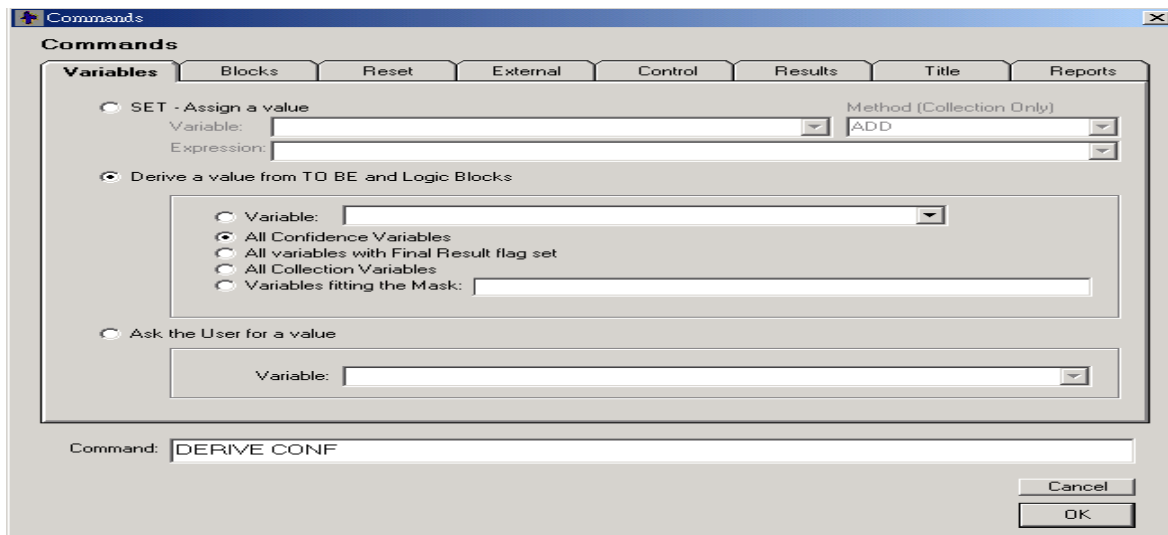 Commands
Commands
Variables Blocks Reset External Control Results Title Reports
SET - Assign a value Method (Collection Only)
Variable: ADD
Expression:
Derive a value from TO BE and Logic Blocks
Variable:
All Confidence Variables
All variables with Final Result flag set
All Collection Variables
Variables fitting the Mask:
Ask the User for a value
Variable:
Command: DERIVE CONF
Cancel
OK